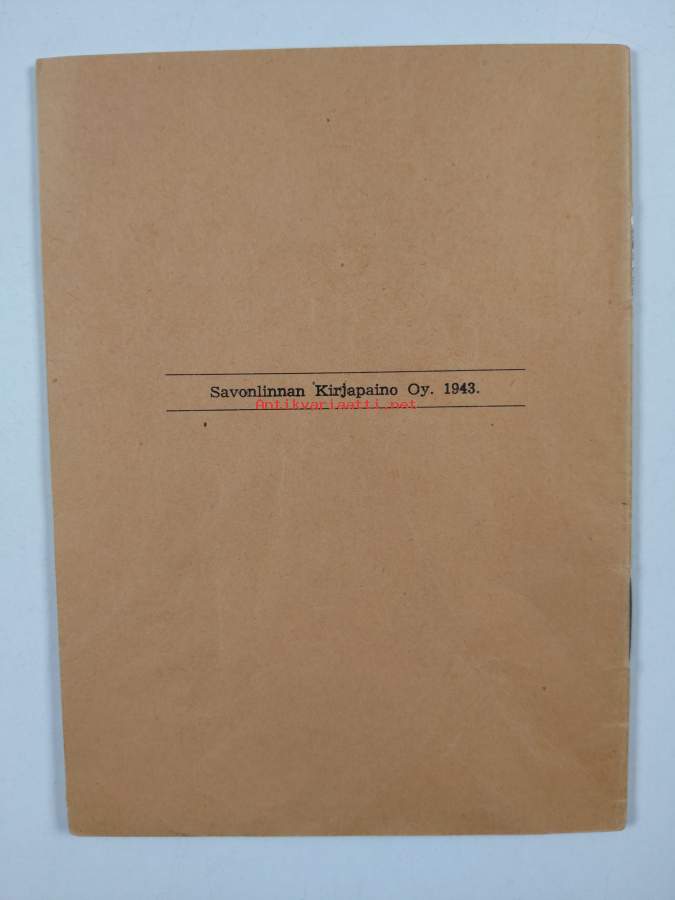 Savonlinnan Kirjapaino Oy. 1943.
Antikvariaatti.net